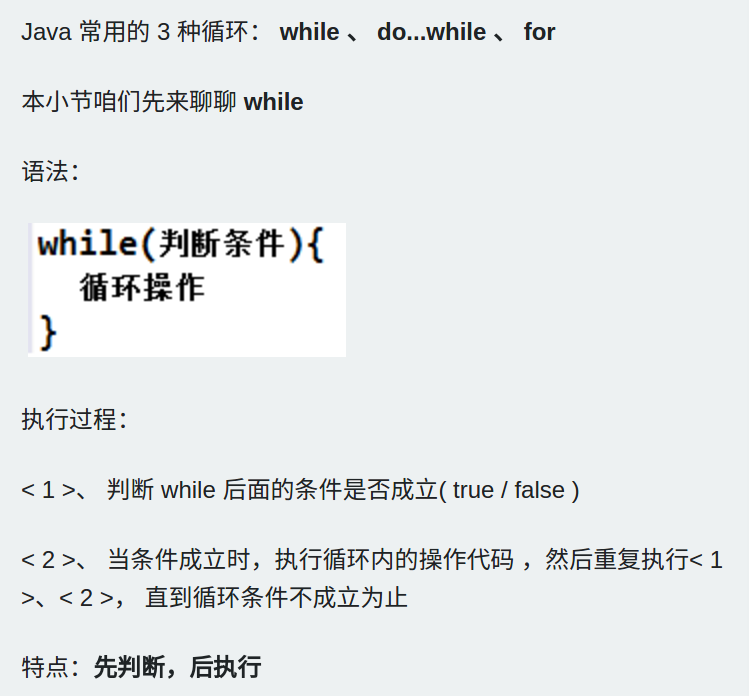 Java 常用的 3 种循环： while 、 do...while 、 for
本小节咱们先来聊聊 while
语法：
while(判断条件){
循环操作
}
执行过程：
< 1 >、 判断 while 后面的条件是否成立( true / false )
< 2 >、 当条件成立时，执行循环内的操作代码 ，然后重复执行< 1
>、< 2 >， 直到循环条件不成立为止
特点：先判断，后执行